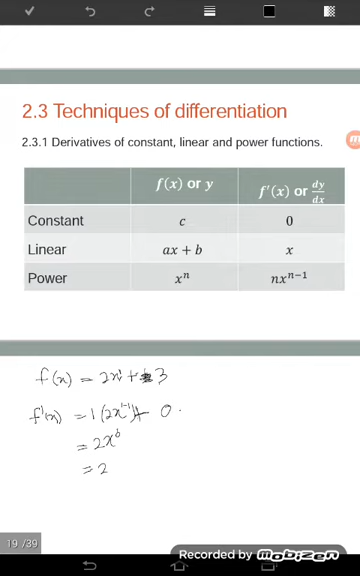 2.3 Techniques of differentiation
2.3.1 Derivatives of constant, linear and power functions.
f(x) or y f′(x) or dy/dx
Constant c 0
Linear ax + b x
Power xⁿ nxⁿ⁻¹
f(x) = 2x¹ + 3
f'(x) = 1(2x¹⁻¹) + 0.
= 2x⁰
= 2
19 /39
Recorded by mobizen